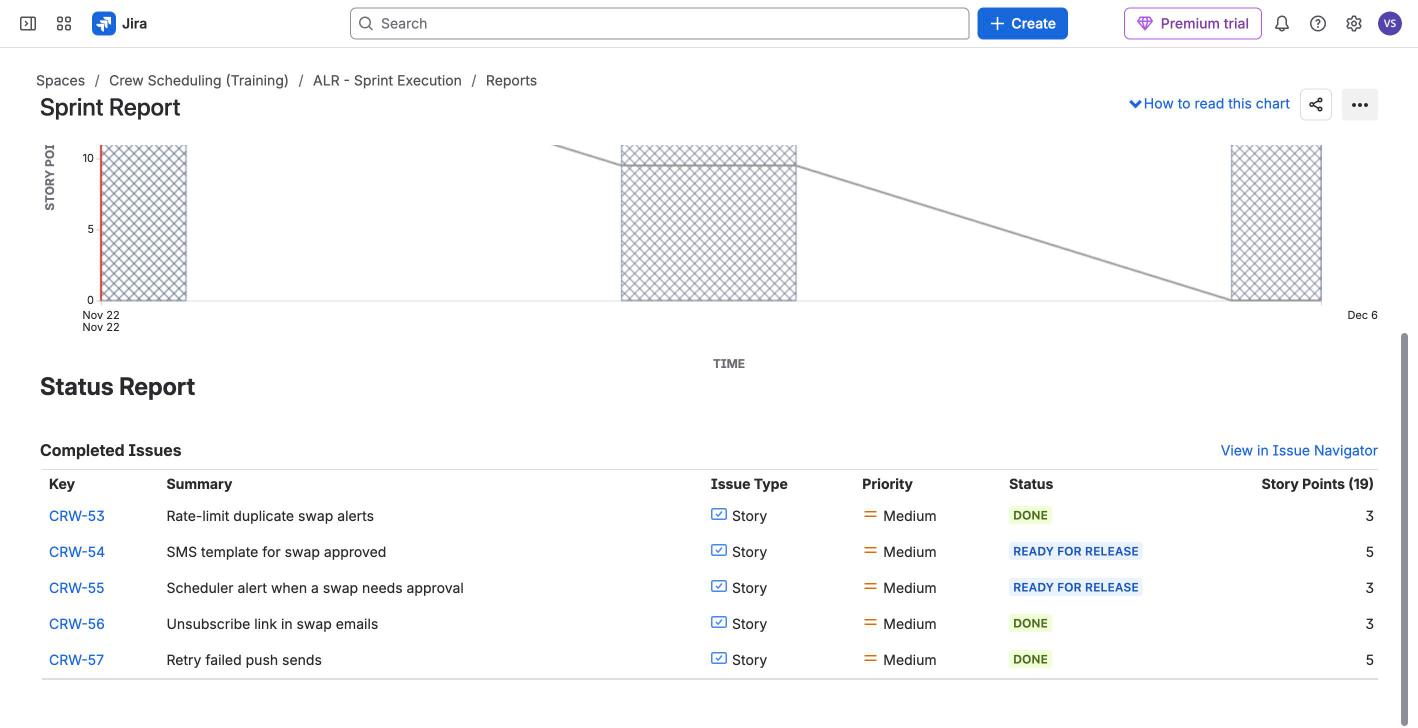 Jira
Search
Create
Premium trial
VS
Spaces / Crew Scheduling (Training) / ALR - Sprint Execution / Reports
Sprint Report
How to read this chart
STORY POI
10
5
0
Nov 22
Nov 22
Dec 6
TIME
Status Report
Completed Issues
View in Issue Navigator
Key Summary Issue Type Priority Status Story Points (19)
CRW-53 Rate-limit duplicate swap alerts Story Medium DONE 3
CRW-54 SMS template for swap approved Story Medium READY FOR RELEASE 5
CRW-55 Scheduler alert when a swap needs approval Story Medium READY FOR RELEASE 3
CRW-56 Unsubscribe link in swap emails Story Medium DONE 3
CRW-57 Retry failed push sends Story Medium DONE 5